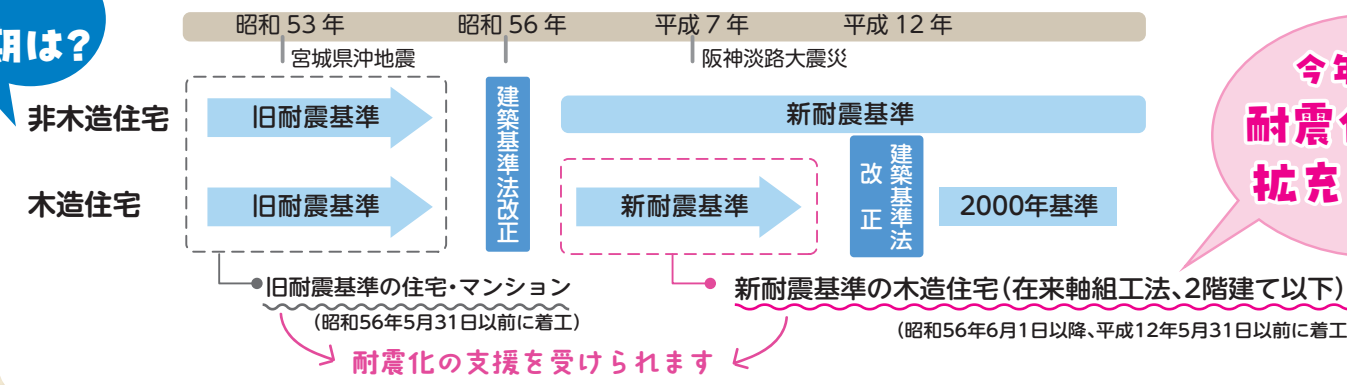 期は?
昭和 53 年
昭和 56 年
平成 7 年
平成 12 年
宮城県沖地震
阪神淡路大震災
非木造住宅
旧耐震基準
建築基準法改正
新耐震基準
木造住宅
旧耐震基準
新耐震基準
建築基準法
改正
2000年基準
旧耐震基準の住宅・マンション
(昭和56年5月31日以前に着工)
新耐震基準の木造住宅(在来軸組工法、2階建て以下)
(昭和56年6月1日以降、平成12年5月31日以前に着工
耐震化の支援を受けられます
今年
耐震化
拡充